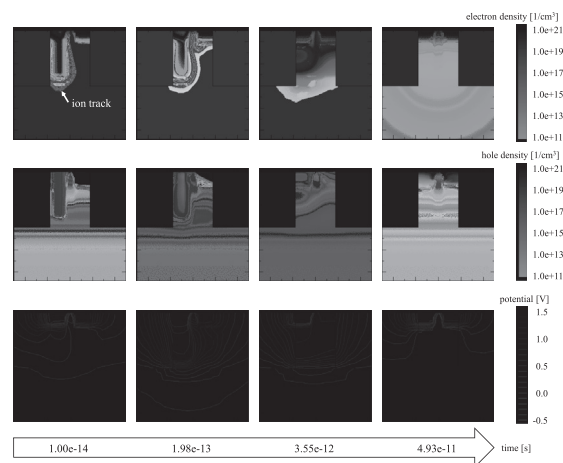 electron density [1/cm³]
1.0e+21
1.0e+19
1.0e+17
1.0e+15
1.0e+13
1.0e+11
ion track
hole density [1/cm³]
1.0e+21
1.0e+19
1.0e+17
1.0e+15
1.0e+13
1.0e+11
potential [V]
1.5
1.0
0.5
0.0
-0.5
1.00e-14 1.98e-13 3.55e-12 4.93e-11 time [s]